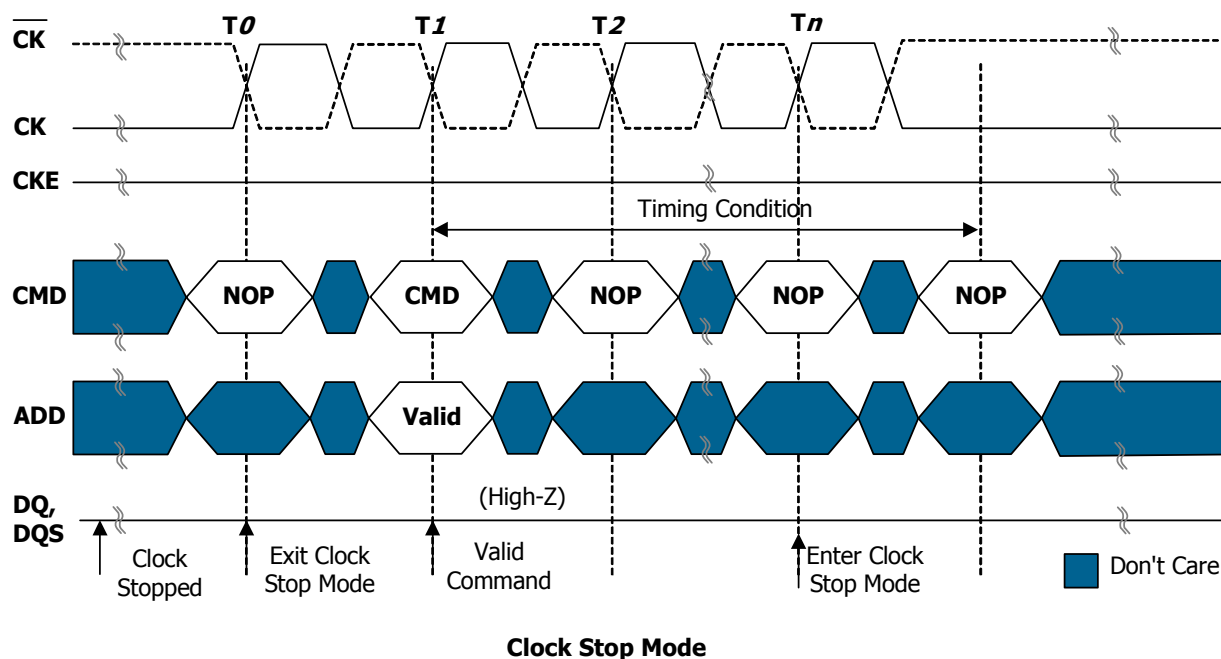 T0 T1 T2 Tn
CK
CK
CKE
Timing Condition
CMD NOP CMD NOP NOP NOP
ADD Valid
DQ,
DQS
(High-Z)
Clock
Stopped
Exit Clock
Stop Mode
Valid
Command
Enter Clock
Stop Mode
Don't Care
Clock Stop Mode